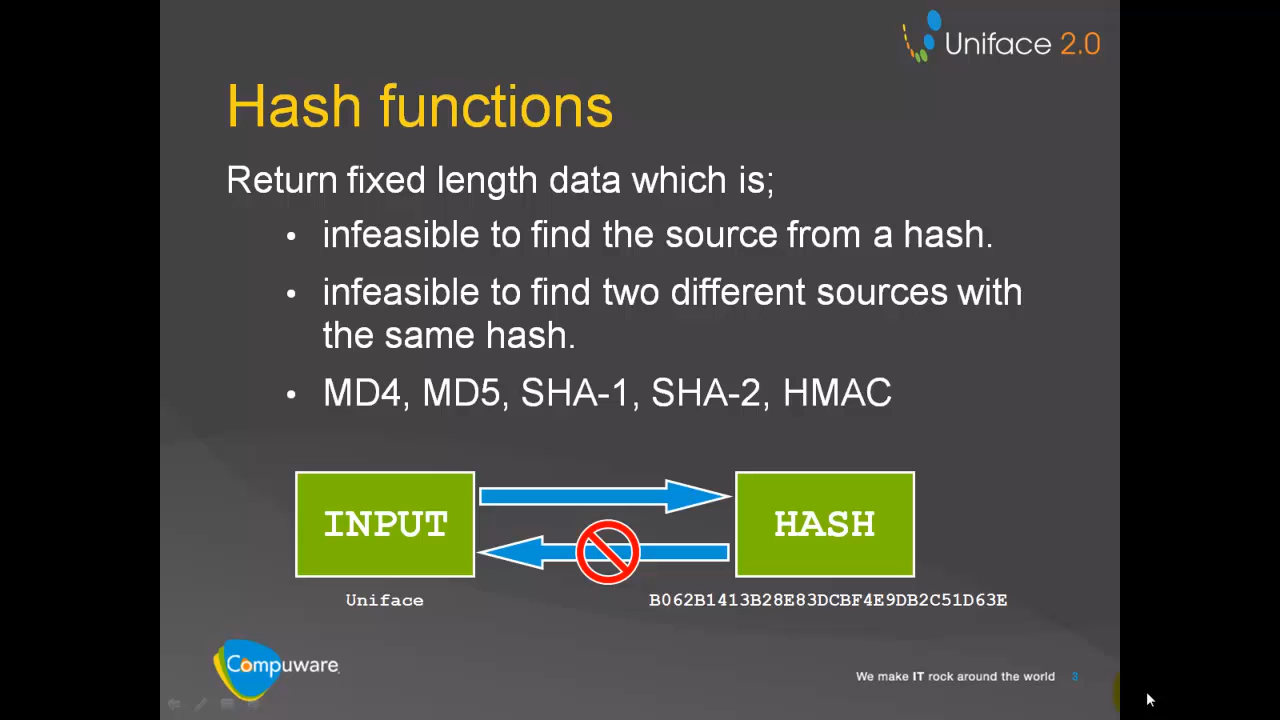 Uniface 2.0
Hash functions
Return fixed length data which is;
• infeasible to find the source from a hash.
• infeasible to find two different sources with
the same hash.
• MD4, MD5, SHA-1, SHA-2, HMAC
INPUT
HASH
Uniface
B062B1413B28E83DCBF4E9DB2C51D63E
Compuware
We make IT rock around the world 3